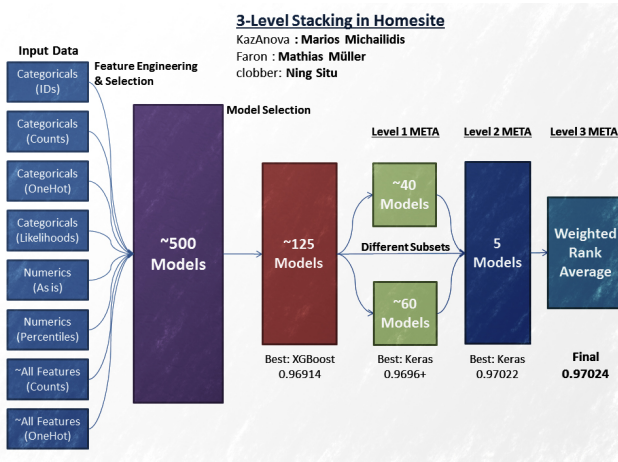 3-Level Stacking in Homesite
KazAnova : Marios Michailidis
Faron : Mathias Müller
clobber: Ning Situ
Input Data
Feature Engineering
& Selection
Categoricals
(IDs)
Categoricals
(Counts)
Categoricals
(OneHot)
Categoricals
(Likelihoods)
Numerics
(As is)
Numerics
(Percentiles)
~All Features
(Counts)
~All Features
(OneHot)
~500
Models
Model Selection
~125
Models
Best: XGBoost
0.96914
Level 1 META
~40
Models
Different Subsets
~60
Models
Best: Keras
0.9696+
Level 2 META
5
Models
Best: Keras
0.97022
Level 3 META
Weighted
Rank
Average
Final
0.97024